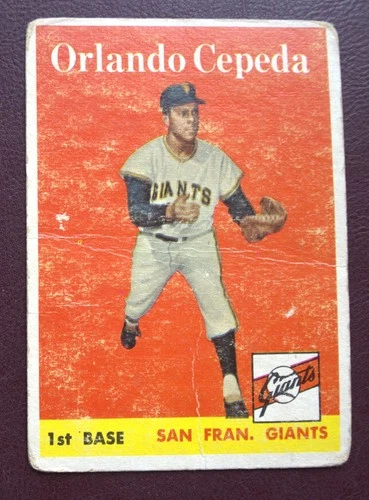 Orlando Cepeda
GIANTS
Giants
1st BASE
SAN FRAN. GIANTS